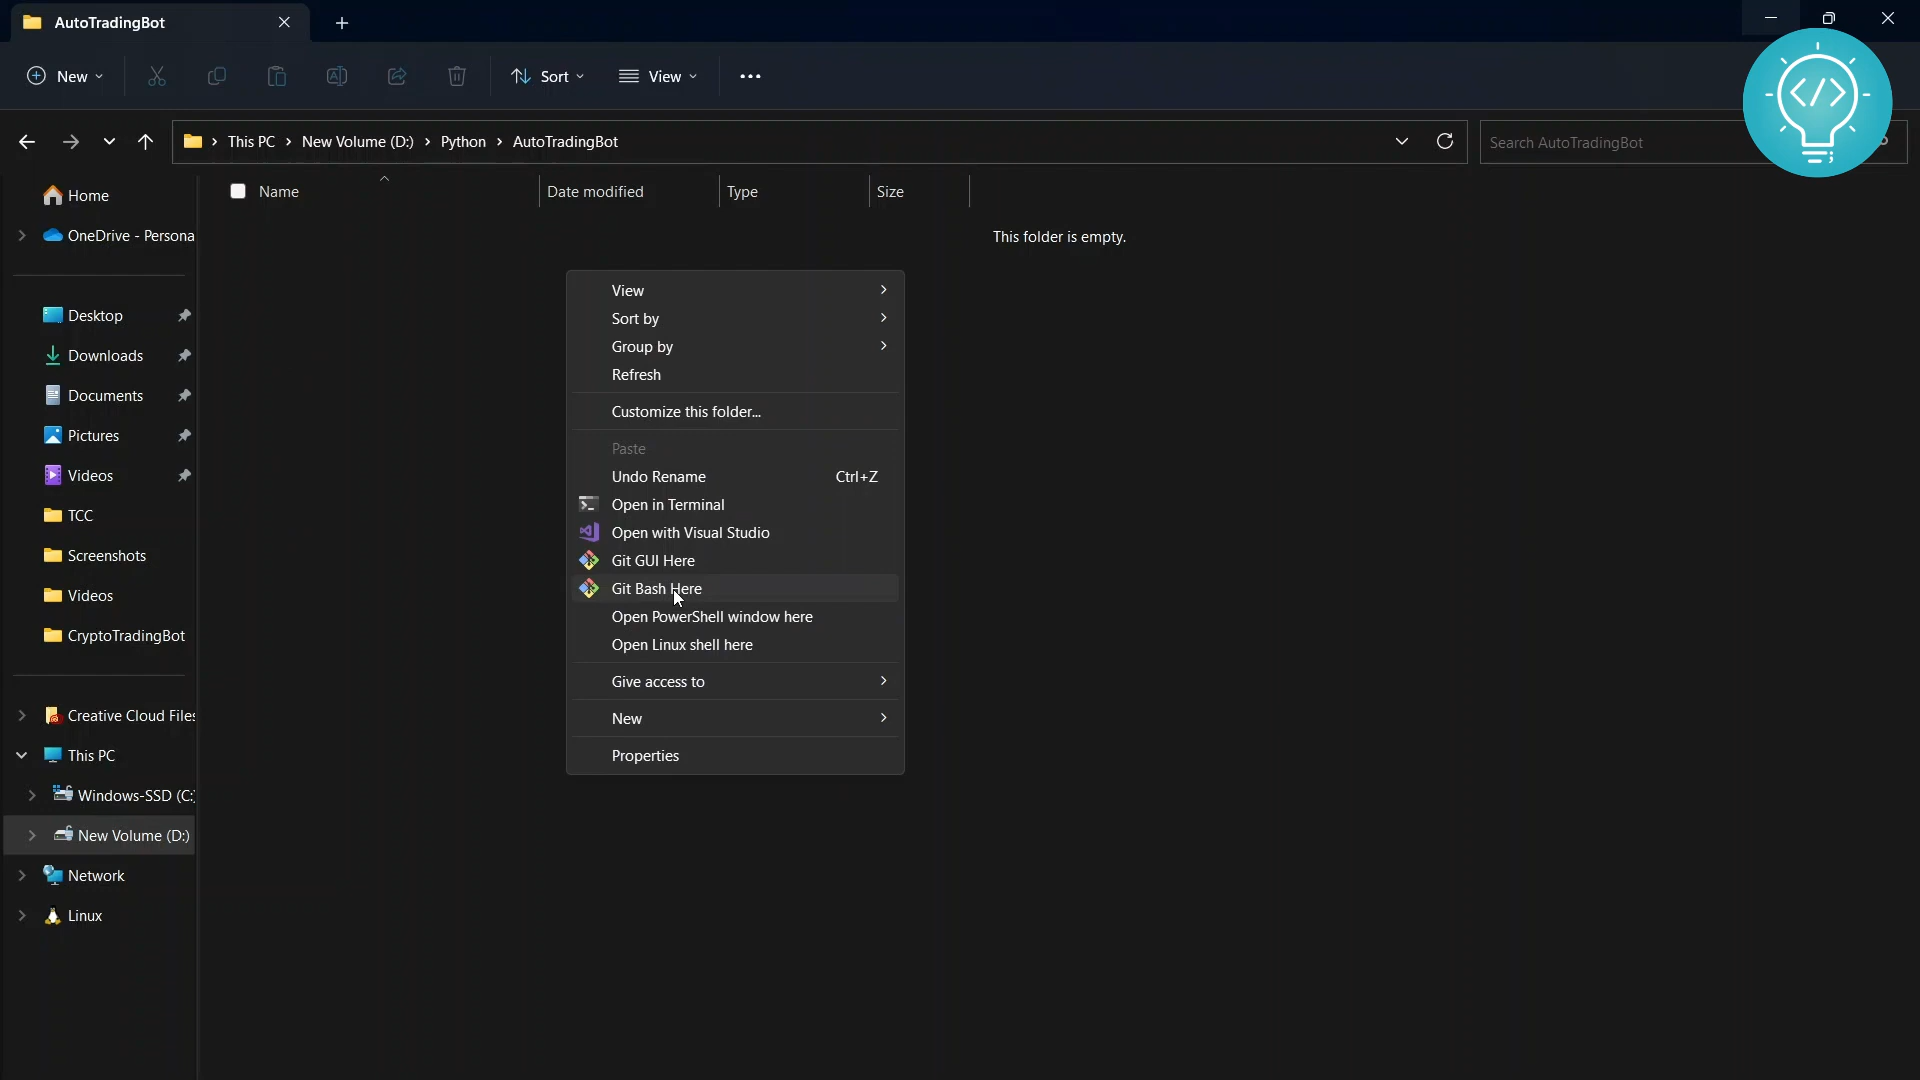 AutoTradingBot
New
Sort
View
This PC
New Volume (D:)
Python
AutoTradingBot
Search AutoTradingBot
</>
;
Home
Name
Date modified
Type
Size
OneDrive - Persona
This folder is empty.
Desktop
Downloads
Documents
Pictures
Videos
TCC
Screenshots
Videos
CryptoTradingBot
Creative Cloud Files
This PC
Windows-SSD (C:)
New Volume (D:)
Network
Linux
View
Sort by
Group by
Refresh
Customize this folder...
Paste
Undo Rename Ctrl+Z
Open in Terminal
Open with Visual Studio
Git GUI Here
Git Bash Here
Open PowerShell window here
Open Linux shell here
Give access to
New
Properties